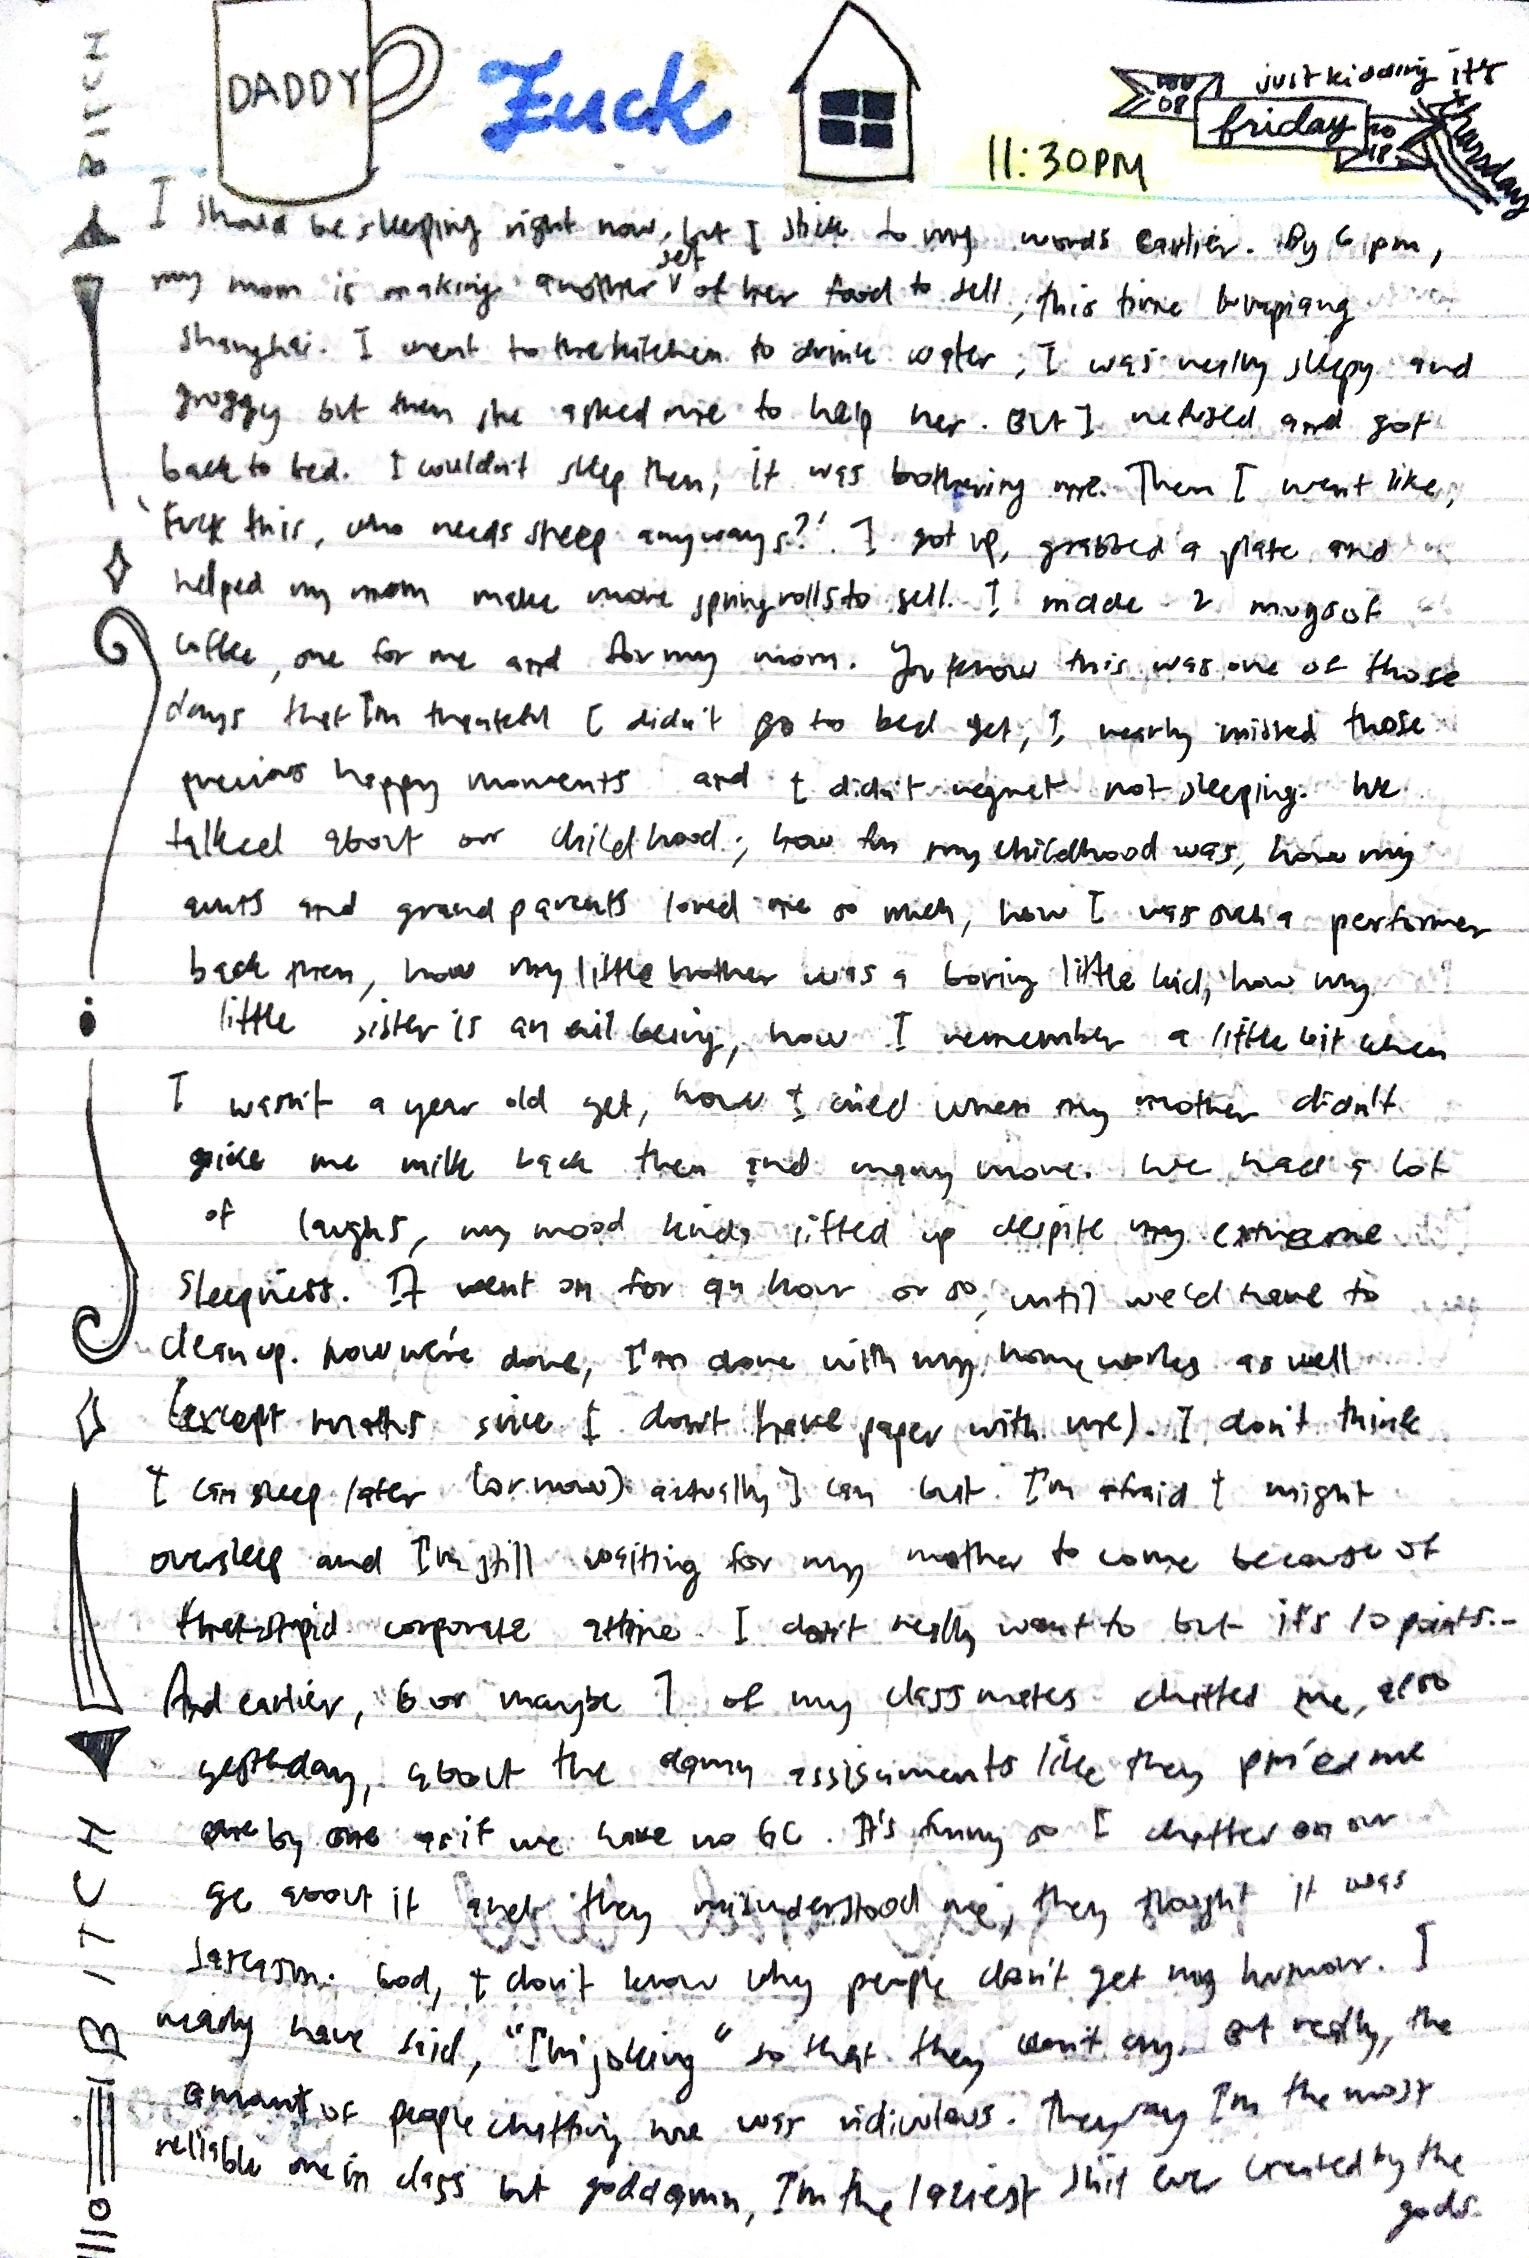 DADDY
Fuck
NOV
08
friday
20
18
just kidding it's
thursday
11:30PM
I should be sleeping right now, but I stick to my words earlier. By 6 pm,
my mom is making another set of her food to sell, this time lumpiang
shanghai. I went to the kitchen to drink water, I was really sleepy and
groggy but then she asked me to help her. But I refused and got
back to bed. I couldn't sleep then, it was bothering me. Then I went like,
'Fuck this, who needs sleep anyways?'. I got up, grabbed a plate and
helped my mom make more spring rolls to sell. I made 2 mugs of
coffee, one for me and for my mom. You know this was one of those
days that I'm thankful I didn't go to bed yet, I nearly missed those
precious happy moments and I didn't regret not sleeping. We
talked about our childhood; how fun my childhood was, how my
aunts and grandparents loved me so much, how I was such a performer
back then, how my little brother was a boring little kid, how my
little sister is an evil being, how I remember a little bit when
I wasn't a year old yet, how I cried when my mother didn't
give me milk back then and many more. We had a lot
of laughs, my mood kinda lifted up despite my extreme
sleepiness. It went on for an hour or so, until we'd have to
clean up. Now we're done, I'm done with my homeworks as well
(except maths since I don't have paper with me). I don't think
I can sleep later (or now) actually I can but I'm afraid I might
oversleep and I'm still waiting for my mother to come because of
that stupid corporate attire. I don't really want to but it's 10 points..
And earlier, 6 or maybe 7 of my classmates chatted me, also
yesterday, about the damn assignments like they pm'ed me
one by one as if we have no GC. It's funny so I chatted on our
gc about it and they misunderstood me, they thought it was
sarcasm. God, I don't know why people don't get my humour. I
nearly have said, "I'm joking" so that they won't cry. But really, the
amount of people chatting me was ridiculous. They say I'm the most
reliable one in class but goddamn, I'm the laziest shit ever created by the
gods.
BITCH
BITCH